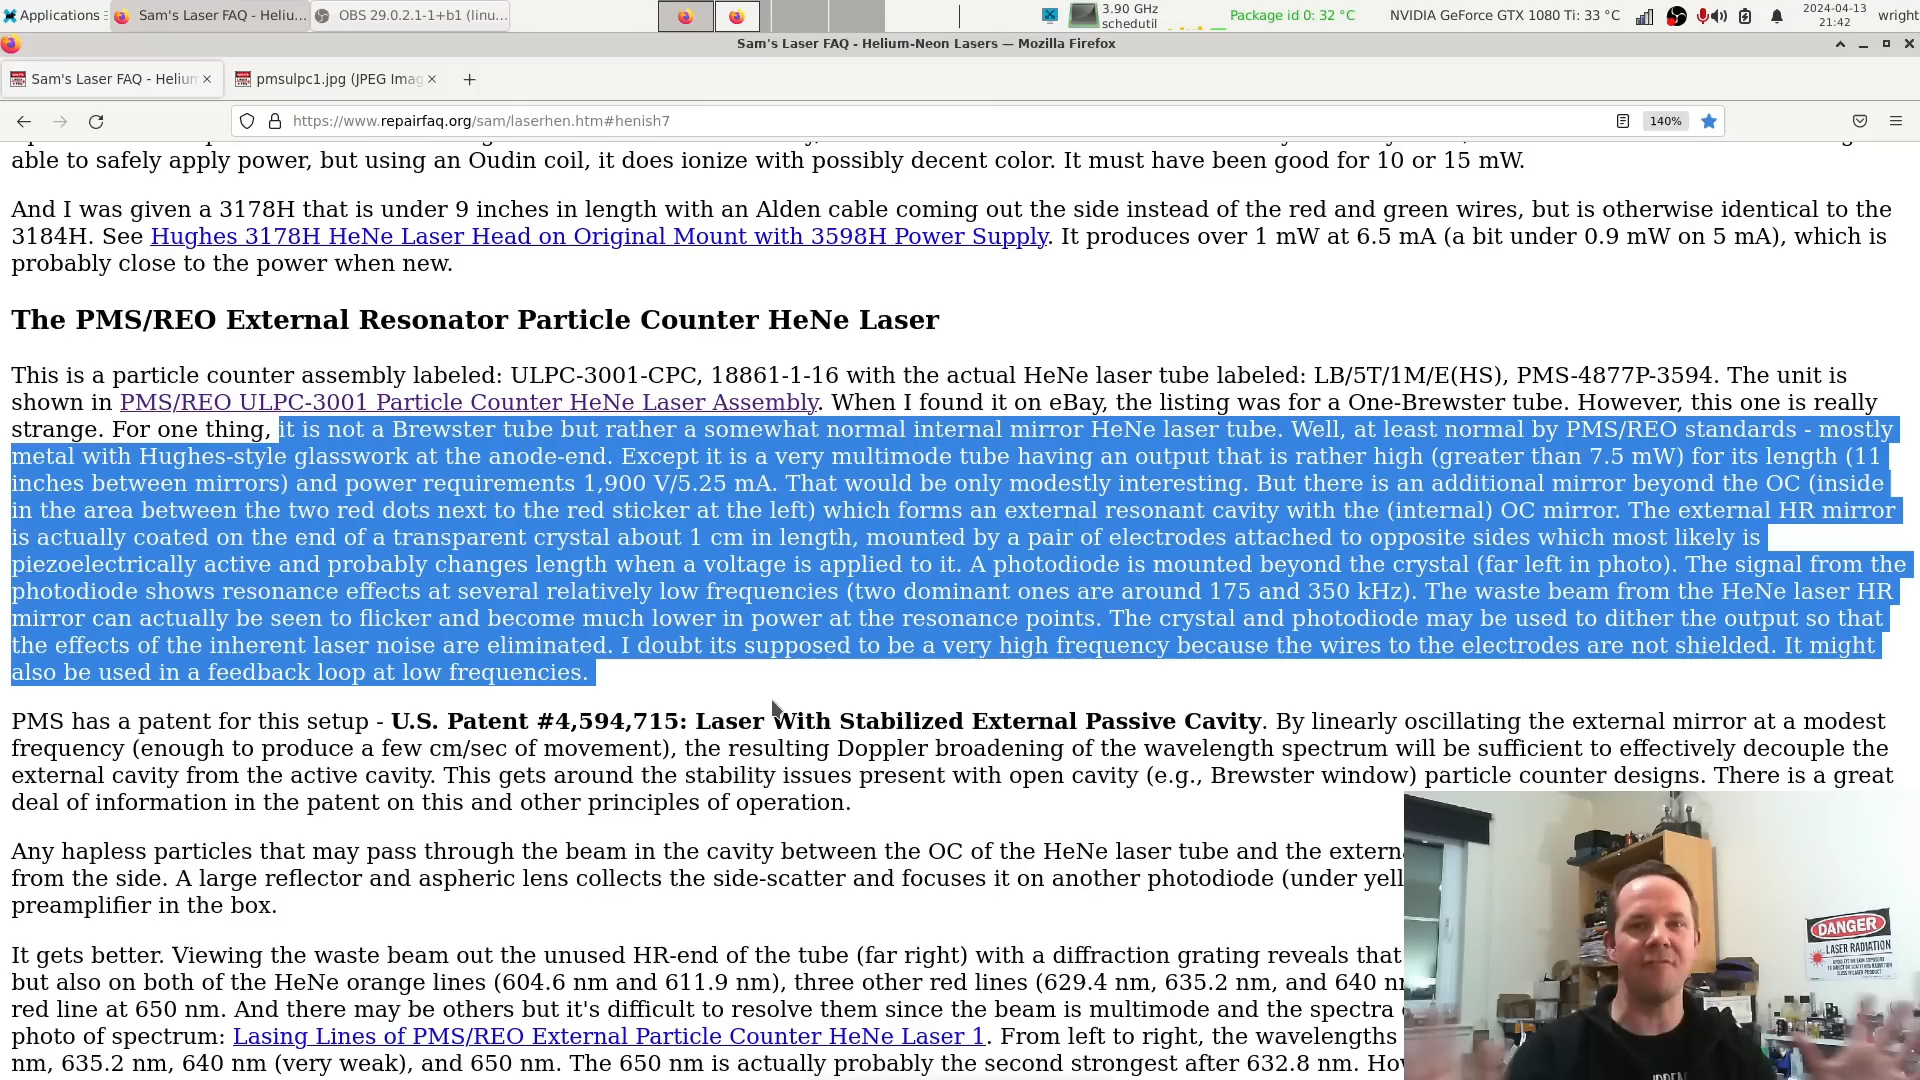 Applications
Sam's Laser FAQ - Heliu...
OBS 29.0.2.1-1+b1 (linu...
3.90 GHz
schedutil
Package id 0: 32 °C
NVIDIA GeForce GTX 1080 Ti: 33 °C
2024-04-13
21:42
wright
Sam's Laser FAQ - Helium-Neon Lasers — Mozilla Firefox
Sam's Laser FAQ - Helium
pmsulpc1.jpg (JPEG Imag
https://www.repairfaq.org/sam/laserhen.htm#henish7
140%
able to safely apply power, but using an Oudin coil, it does ionize with possibly decent color. It must have been good for 10 or 15 mW.
And I was given a 3178H that is under 9 inches in length with an Alden cable coming out the side instead of the red and green wires, but is otherwise identical to the
3184H. See Hughes 3178H HeNe Laser Head on Original Mount with 3598H Power Supply. It produces over 1 mW at 6.5 mA (a bit under 0.9 mW on 5 mA), which is
probably close to the power when new.
The PMS/REO External Resonator Particle Counter HeNe Laser
This is a particle counter assembly labeled: ULPC-3001-CPC, 18861-1-16 with the actual HeNe laser tube labeled: LB/5T/1M/E(HS), PMS-4877P-3594. The unit is
shown in PMS/REO ULPC-3001 Particle Counter HeNe Laser Assembly. When I found it on eBay, the listing was for a One-Brewster tube. However, this one is really
strange. For one thing, it is not a Brewster tube but rather a somewhat normal internal mirror HeNe laser tube. Well, at least normal by PMS/REO standards - mostly
metal with Hughes-style glasswork at the anode-end. Except it is a very multimode tube having an output that is rather high (greater than 7.5 mW) for its length (11
inches between mirrors) and power requirements 1,900 V/5.25 mA. That would be only modestly interesting. But there is an additional mirror beyond the OC (inside
in the area between the two red dots next to the red sticker at the left) which forms an external resonant cavity with the (internal) OC mirror. The external HR mirror
is actually coated on the end of a transparent crystal about 1 cm in length, mounted by a pair of electrodes attached to opposite sides which most likely is
piezoelectrically active and probably changes length when a voltage is applied to it. A photodiode is mounted beyond the crystal (far left in photo). The signal from the
photodiode shows resonance effects at several relatively low frequencies (two dominant ones are around 175 and 350 kHz). The waste beam from the HeNe laser HR
mirror can actually be seen to flicker and become much lower in power at the resonance points. The crystal and photodiode may be used to dither the output so that
the effects of the inherent laser noise are eliminated. I doubt its supposed to be a very high frequency because the wires to the electrodes are not shielded. It might
also be used in a feedback loop at low frequencies.
PMS has a patent for this setup - U.S. Patent #4,594,715: Laser With Stabilized External Passive Cavity. By linearly oscillating the external mirror at a modest
frequency (enough to produce a few cm/sec of movement), the resulting Doppler broadening of the wavelength spectrum will be sufficient to effectively decouple the
external cavity from the active cavity. This gets around the stability issues present with open cavity (e.g., Brewster window) particle counter designs. There is a great
deal of information in the patent on this and other principles of operation.
Any hapless particles that may pass through the beam in the cavity between the OC of the HeNe laser tube and the extern
from the side. A large reflector and aspheric lens collects the side-scatter and focuses it on another photodiode (under yell
preamplifier in the box.
It gets better. Viewing the waste beam out the unused HR-end of the tube (far right) with a diffraction grating reveals that
but also on both of the HeNe orange lines (604.6 nm and 611.9 nm), three other red lines (629.4 nm, 635.2 nm, and 640 nm
red line at 650 nm. And there may be others but it's difficult to resolve them since the beam is multimode and the spectra
photo of spectrum: Lasing Lines of PMS/REO External Particle Counter HeNe Laser 1. From left to right, the wavelengths
nm, 635.2 nm, 640 nm (very weak), and 650 nm. The 650 nm is actually probably the second strongest after 632.8 nm. How
DANGER
LASER RADIATION